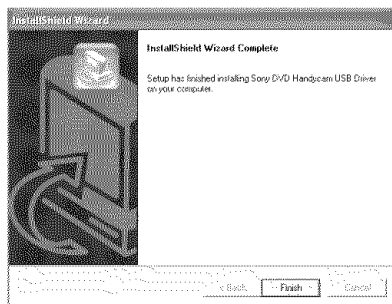 InstallShield Wizard
InstallShield Wizard Complete
Setup has finished installing Sony DVD Handycam USB Driver
on your computer.
< Back Finish Cancel